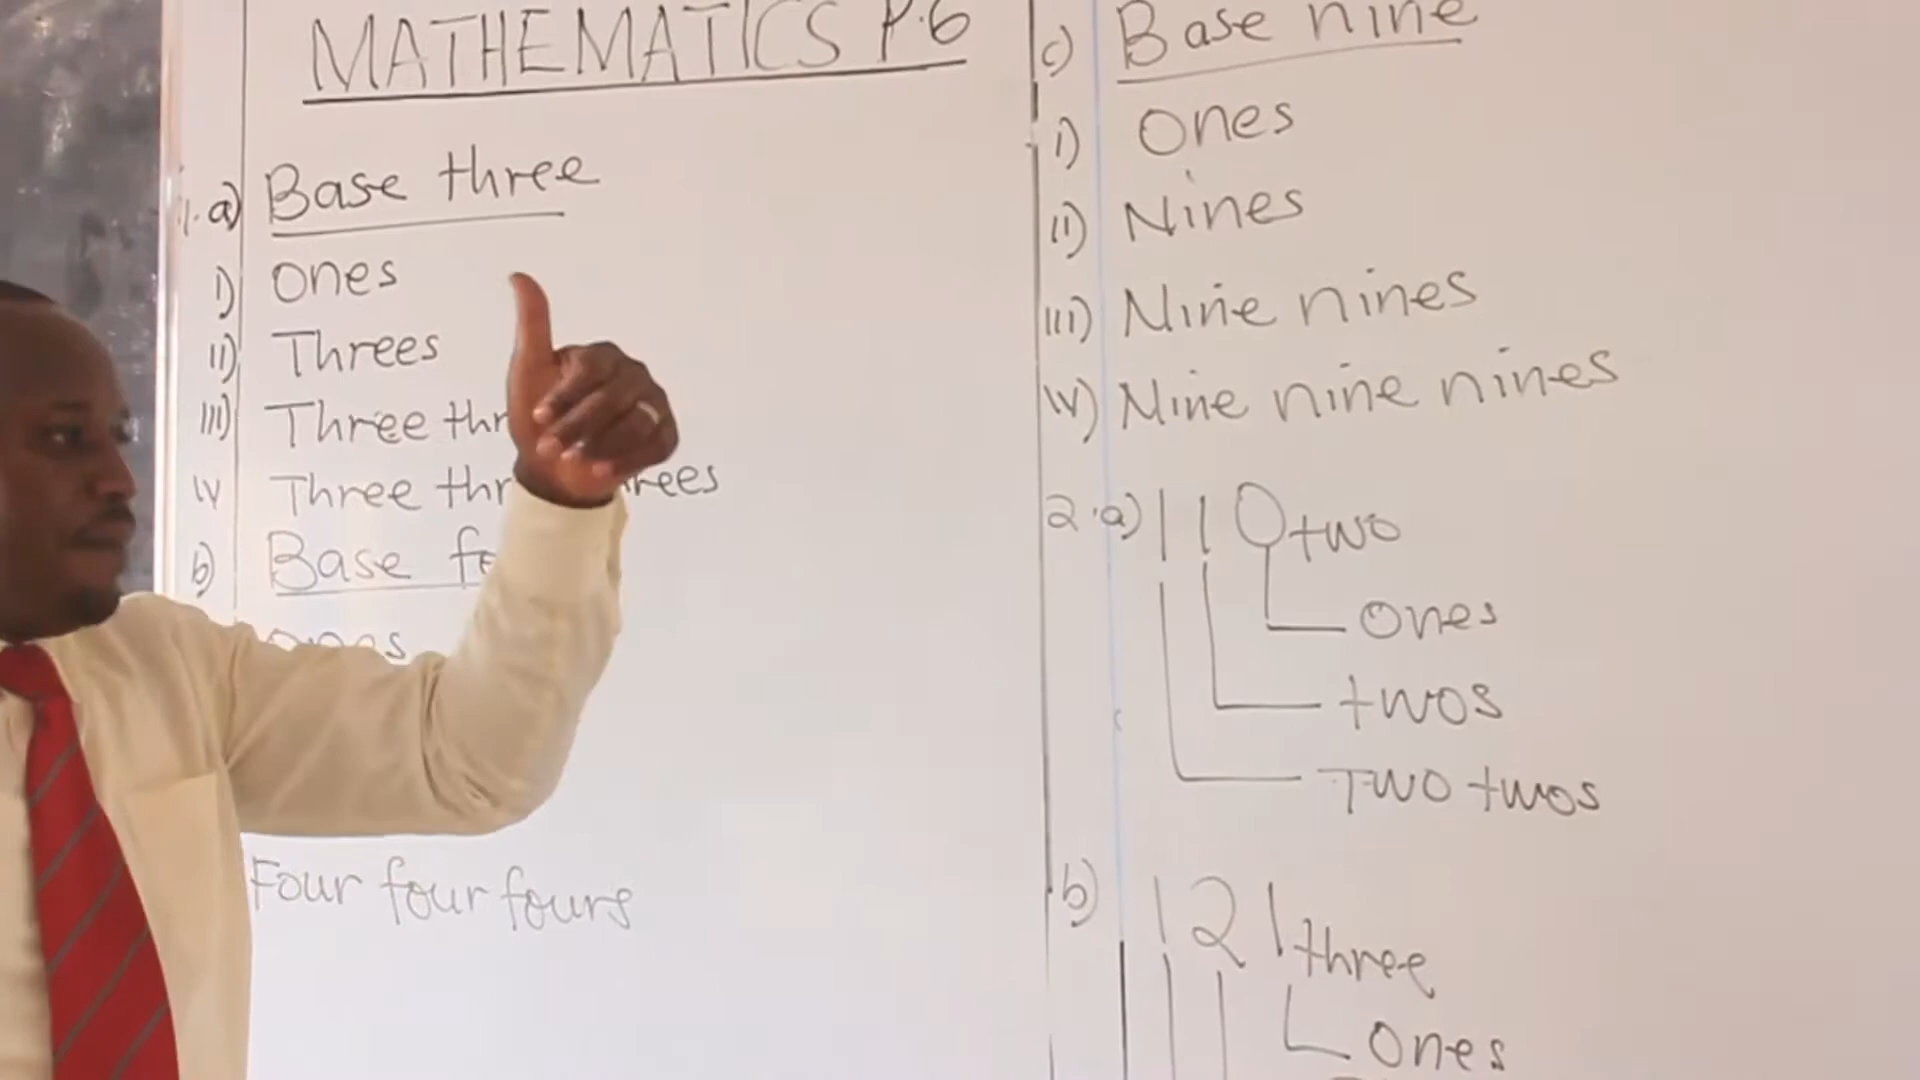 MATHEMATICS P.6
1.a) Base three
i) Ones
ii) Threes
iii) Three
iv Three
b) Base
Four four fours
c) Base nine
i) Ones
ii) Nines
iii) Nine nines
iv) Nine nine nines
2.a) 110two
Ones
twos
Two twos
b) 121three
Ones